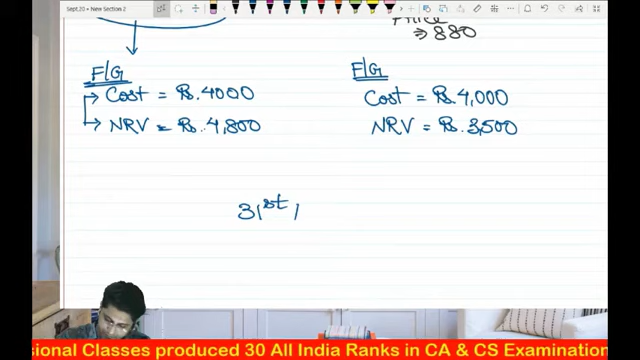 Sept.20 • New Section 2
Price
⇒ 880
F/G
Cost = Rs. 4000
NRV = Rs. 4,800
F/G
Cost = Rs. 4,000
NRV = Rs. 3,500
31st
sional Classes produced 30 All India Ranks in CA & CS Examination